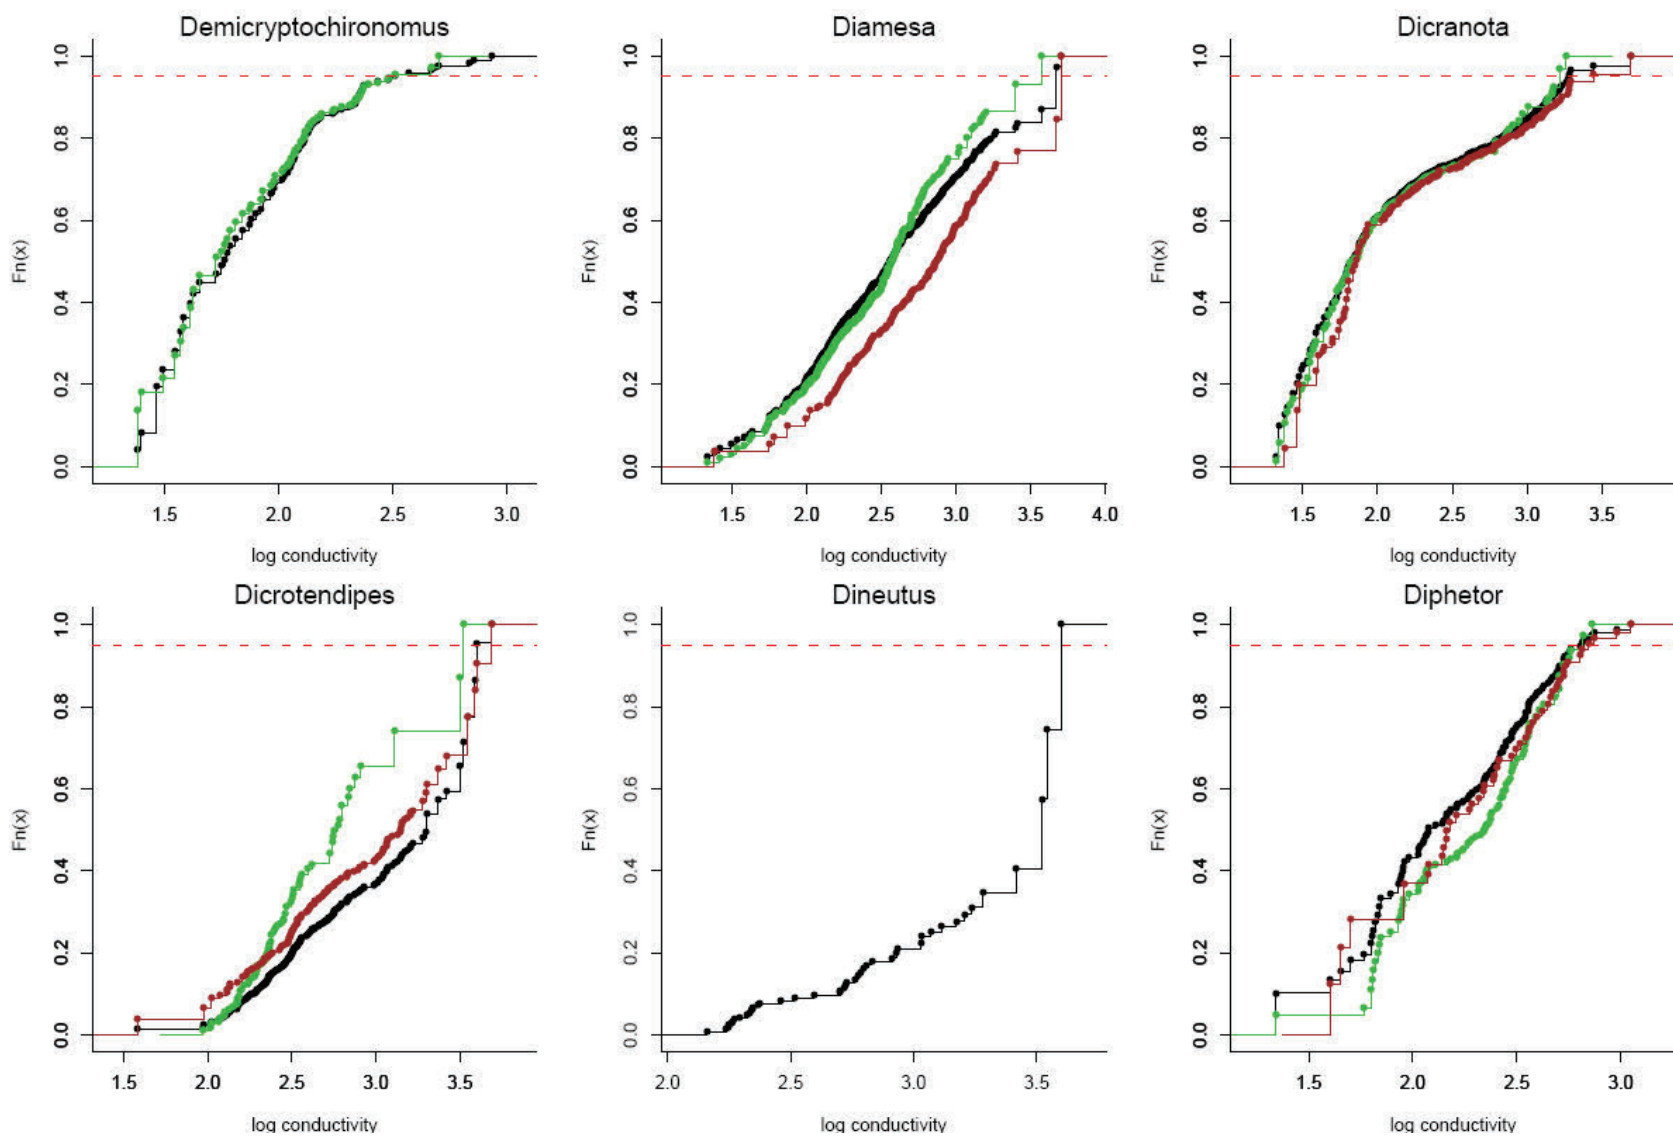 Demicryptochironomus
Fn(x)
0.0 0.2 0.4 0.6 0.8 1.0
1.5 2.0 2.5 3.0
log conductivity
Diamesa
Fn(x)
0.0 0.2 0.4 0.6 0.8 1.0
1.5 2.0 2.5 3.0 3.5 4.0
log conductivity
Dicranota
Fn(x)
0.0 0.2 0.4 0.6 0.8 1.0
1.5 2.0 2.5 3.0 3.5
log conductivity
Dicrotendipes
Fn(x)
0.0 0.2 0.4 0.6 0.8 1.0
1.5 2.0 2.5 3.0 3.5
log conductivity
Dineutus
Fn(x)
0.0 0.2 0.4 0.6 0.8 1.0
2.0 2.5 3.0 3.5
log conductivity
Diphetor
Fn(x)
0.0 0.2 0.4 0.6 0.8 1.0
1.5 2.0 2.5 3.0
log conductivity